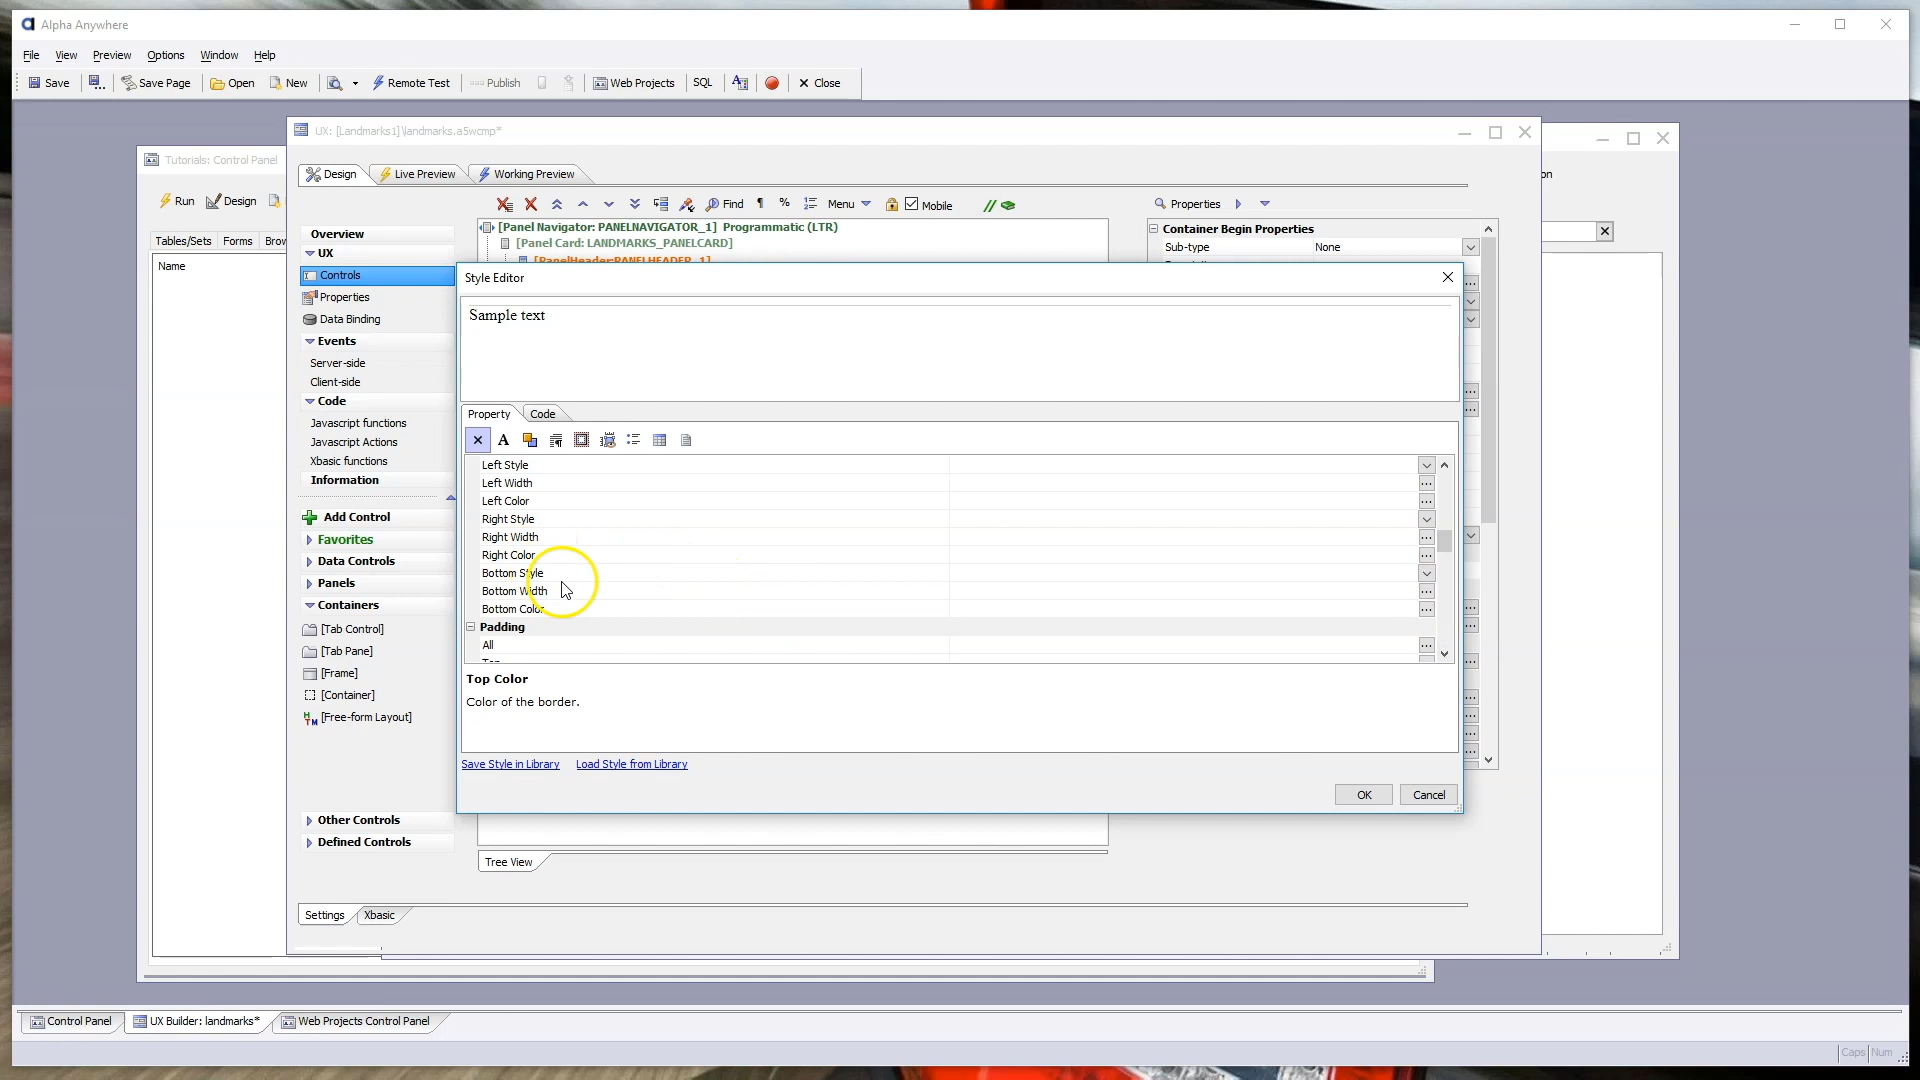 Alpha Anywhere
File View Preview Options Window Help
Save Save Page Open New Remote Test Publish Web Projects SQL Close
UX: [Landmarks1]\landmarks.a5wcmp*
Tutorials: Control Panel
Design Live Preview Working Preview
Run Design
Find ¶ % Menu Mobile //
Properties
Tables/Sets Forms
Name
Overview
UX
Controls
Properties
Data Binding
Events
Server-side
Client-side
Code
Javascript functions
Javascript Actions
Xbasic functions
Information
Add Control
Favorites
Data Controls
Panels
Containers
[Tab Control]
[Tab Pane]
[Frame]
[Container]
[Free-form Layout]
Other Controls
Defined Controls
[Panel Navigator: PANELNAVIGATOR_1] Programmatic (LTR)
[Panel Card: LANDMARKS_PANELCARD]
[PanelHeader:PANELHEADER_1]
Container Begin Properties
Sub-type None
Style Editor
Sample text
Property Code
Left Style
Left Width
Left Color
Right Style
Right Width
Right Color
Bottom Style
Bottom Width
Bottom Color
Padding
All
Top Color
Color of the border.
Save Style in Library Load Style from Library
OK Cancel
Tree View
Settings Xbasic
Control Panel UX Builder: landmarks* Web Projects Control Panel
Caps Num